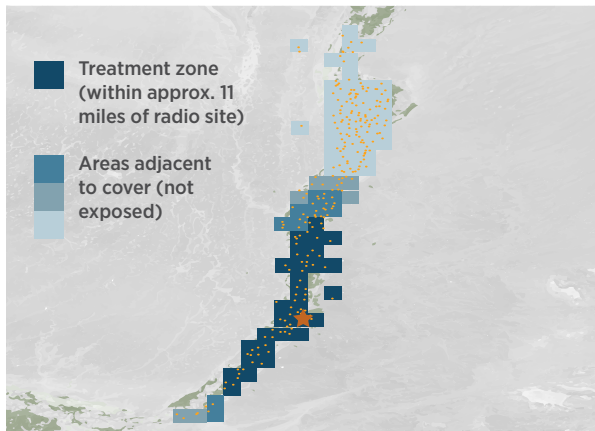 Treatment zone
(within approx. 11
miles of radio site)
Areas adjacent
to cover (not
exposed)